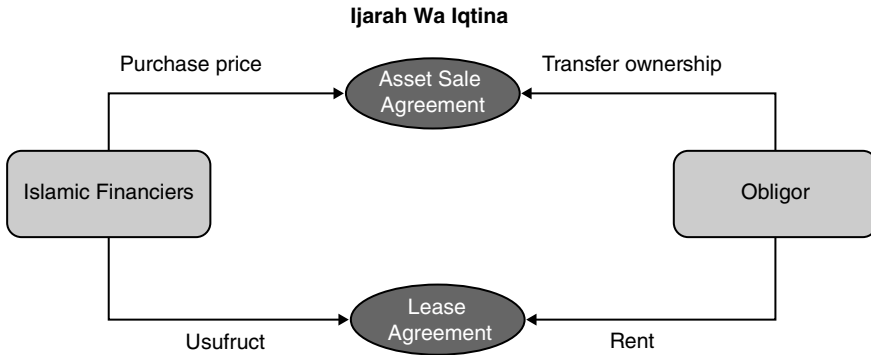 Ijarah Wa Iqtina
Purchase price
Asset Sale
Agreement
Transfer ownership
Islamic Financiers
Obligor
Usufruct
Lease
Agreement
Rent